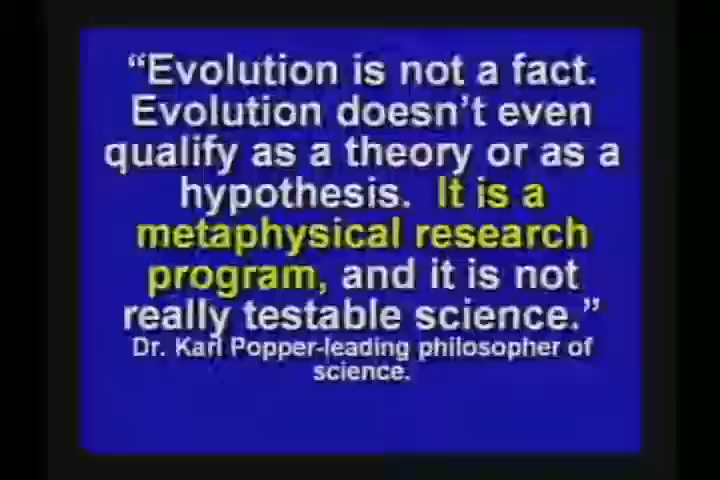 “Evolution is not a fact.
Evolution doesn’t even
qualify as a theory or as a
hypothesis. It is a
metaphysical research
program, and it is not
really testable science.”
Dr. Karl Popper-leading philosopher of
science.